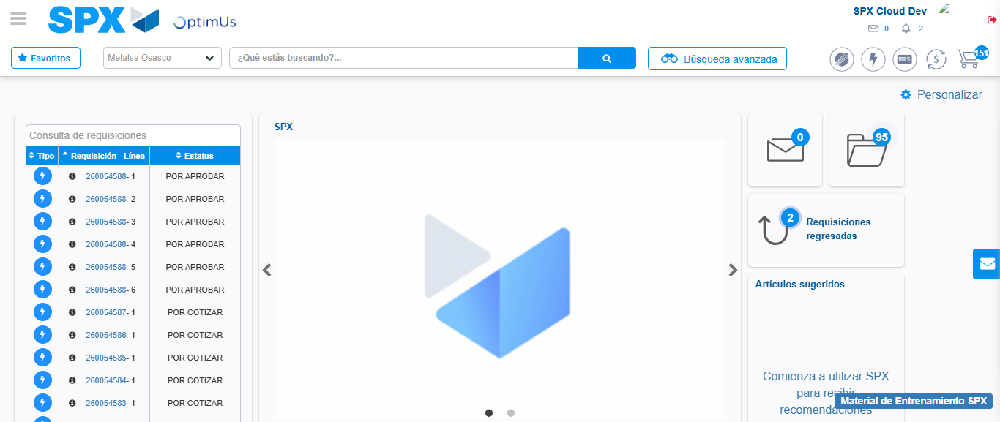 SPX OptimUs
SPX Cloud Dev
0 2
Favoritos
Metalsa Osasco
¿Qué estás buscando?...
Búsqueda avanzada
151
Personalizar
Consulta de requisiciones
Tipo Requisición - Línea Estatus
260054588- 1 POR APROBAR
260054588- 2 POR APROBAR
260054588- 3 POR APROBAR
260054588- 4 POR APROBAR
260054588- 5 POR APROBAR
260054588- 6 POR APROBAR
260054587- 1 POR COTIZAR
260054586- 1 POR COTIZAR
260054585- 1 POR COTIZAR
260054584- 1 POR COTIZAR
260054583- 1 POR COTIZAR
SPX
0
95
2
Requisiciones
regresadas
Artículos sugeridos
Comienza a utilizar SPX
para recibir
recomendaciones
Material de Entrenamiento SPX